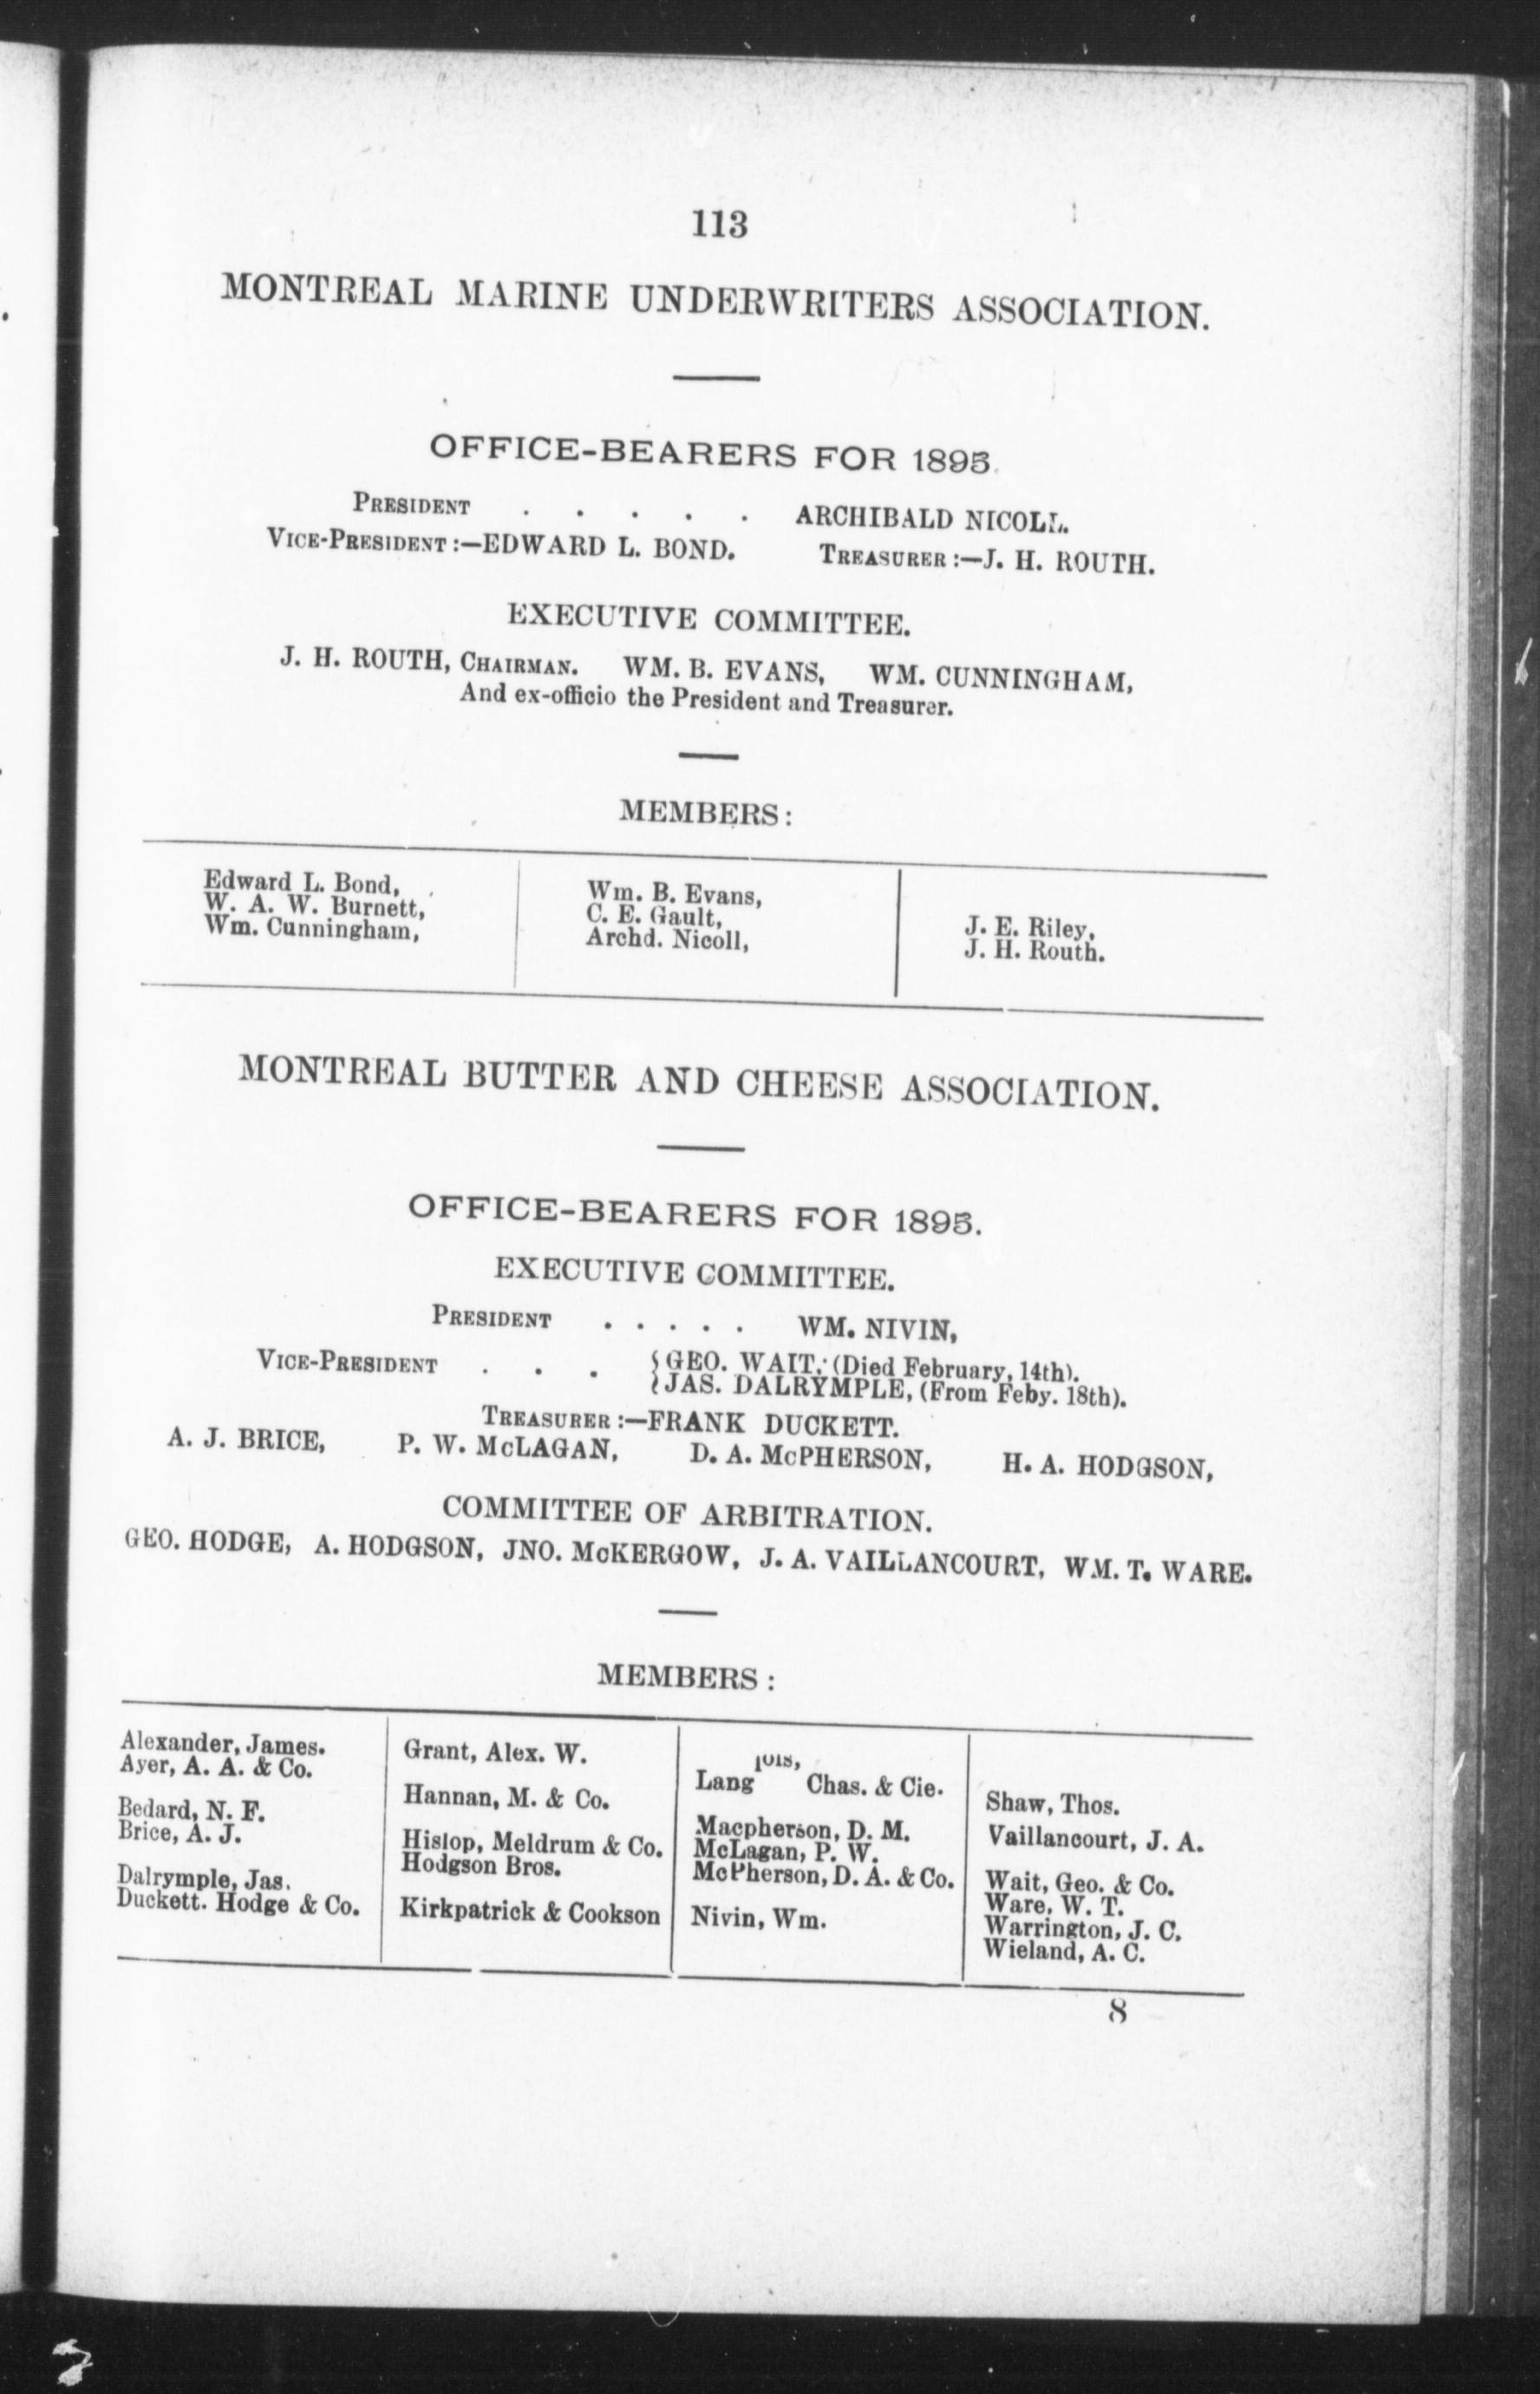 113
MONTREAL MARINE UNDERWRITERS ASSOCIATION.
OFFICE-BEARERS FOR 1895.
PRESIDENT . . . . . ARCHIBALD NICOLL.
VICE-PRESIDENT :—EDWARD L. BOND. TREASURER :—J. H. ROUTH.
EXECUTIVE COMMITTEE.
J. H. ROUTH, CHAIRMAN. WM. B. EVANS, WM. CUNNINGHAM,
And ex-officio the President and Treasurer.
MEMBERS:
Edward L. Bond,
W. A. W. Burnett,
Wm. Cunningham,
Wm. B. Evans,
C. E. Gault,
Archd. Nicoll,
J. E. Riley,
J. H. Routh.
MONTREAL BUTTER AND CHEESE ASSOCIATION.
OFFICE-BEARERS FOR 1895.
EXECUTIVE COMMITTEE.
PRESIDENT . . . . . WM. NIVIN,
VICE-PRESIDENT . . . {GEO. WAIT, (Died February, 14th).
{JAS. DALRYMPLE, (From Feby. 18th).
TREASURER :—FRANK DUCKETT.
A. J. BRICE, P. W. McLAGAN, D. A. McPHERSON, H. A. HODGSON,
COMMITTEE OF ARBITRATION.
GEO. HODGE, A. HODGSON, JNO. McKERGOW, J. A. VAILLANCOURT, WM. T. WARE.
MEMBERS :
Alexander, James.
Ayer, A. A. & Co.
Bedard, N. F.
Brice, A. J.
Dalrymple, Jas.
Duckett. Hodge & Co.
Grant, Alex. W.
Hannan, M. & Co.
Hislop, Meldrum & Co.
Hodgson Bros.
Kirkpatrick & Cookson
Lang lois, Chas. & Cie.
Macpherson, D. M.
McLagan, P. W.
McPherson, D. A. & Co.
Nivin, Wm.
Shaw, Thos.
Vaillancourt, J. A.
Wait, Geo. & Co.
Ware, W. T.
Warrington, J. C.
Wieland, A. C.
8